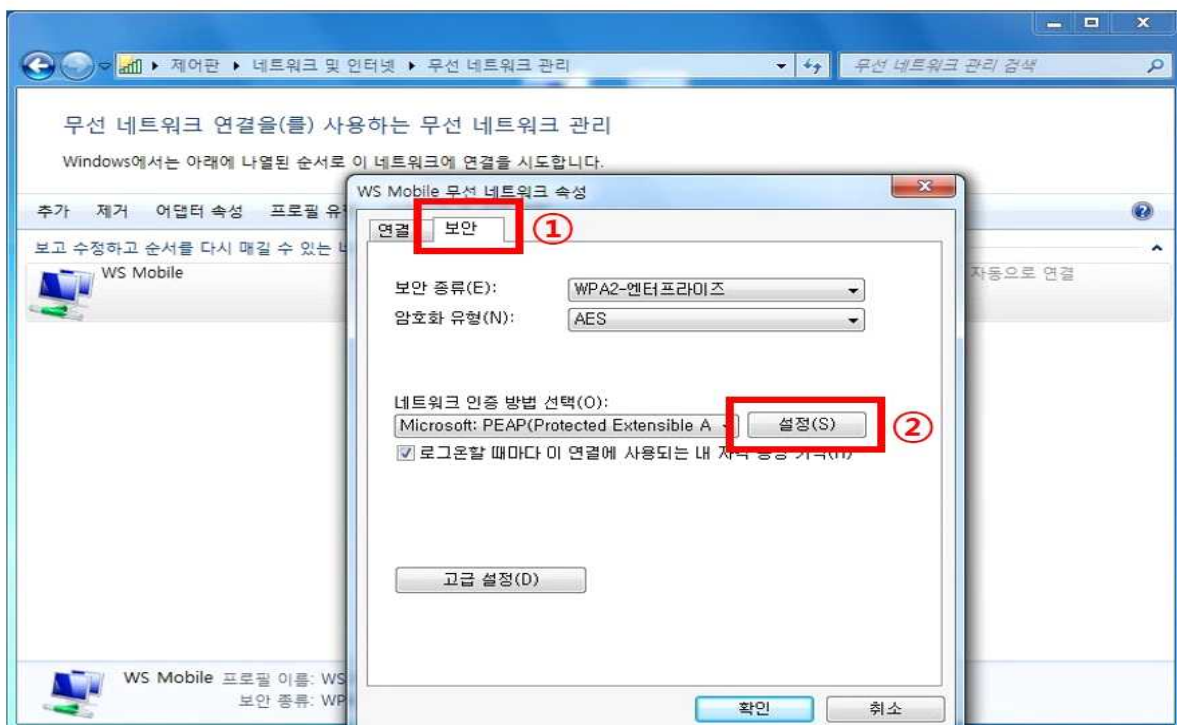 제어판 ▶ 네트워크 및 인터넷 ▶ 무선 네트워크 관리
무선 네트워크 관리 검색
무선 네트워크 연결을(를) 사용하는 무선 네트워크 관리
Windows에서는 아래에 나열된 순서로 이 네트워크에 연결을 시도합니다.
추가 제거 어댑터 속성 프로필
보고 수정하고 순서를 다시 매길 수 있는
WS Mobile
자동으로 연결
WS Mobile 무선 네트워크 속성
연결 보안 ①
보안 종류(E): WPA2-엔터프라이즈
암호화 유형(N): AES
네트워크 인증 방법 선택(O):
Microsoft: PEAP(Protected Extensible A 설정(S) ②
로그온할 때마다 이 연결에 사용되는 내
고급 설정(D)
확인 취소
WS Mobile 프로필 이름: WS
보안 종류: WP